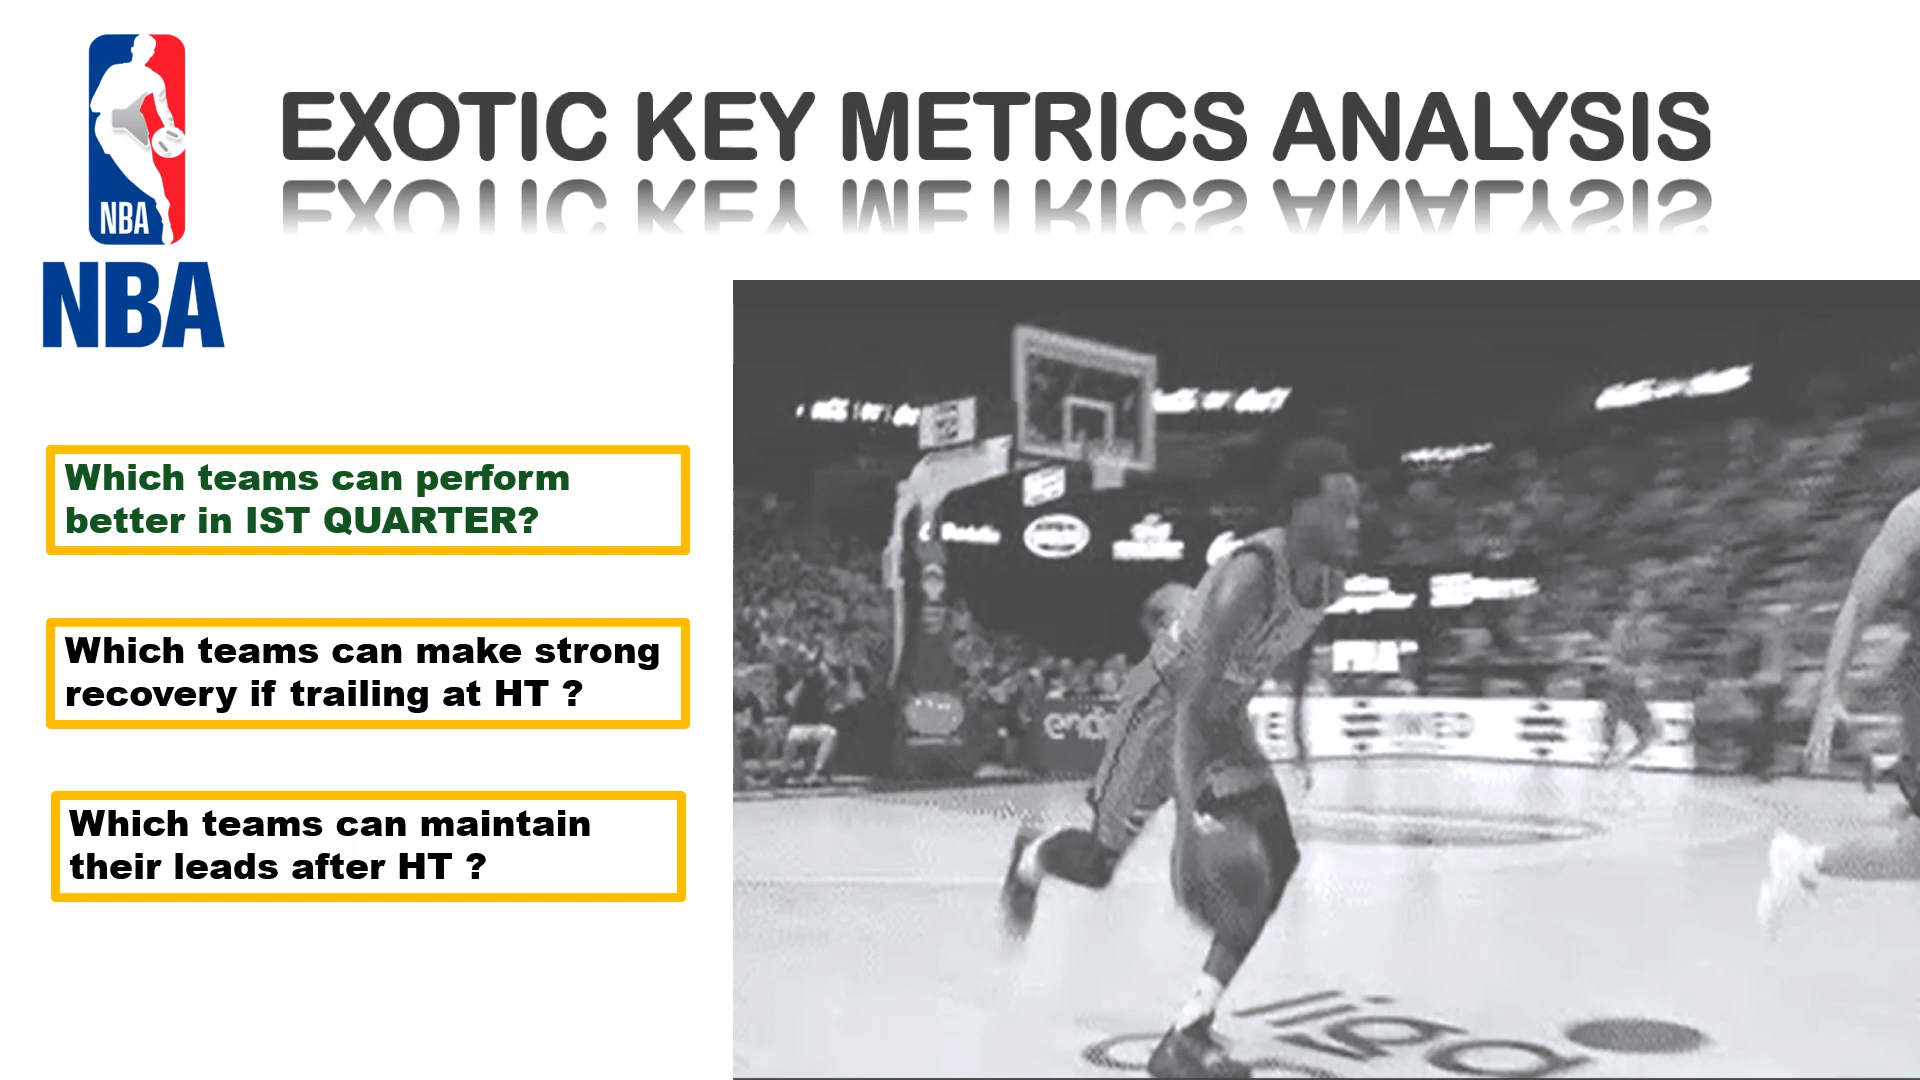 NBA
NBA
EXOTIC KEY METRICS ANALYSIS
Which teams can perform
better in IST QUARTER?
Which teams can make strong
recovery if trailing at HT ?
Which teams can maintain
their leads after HT ?